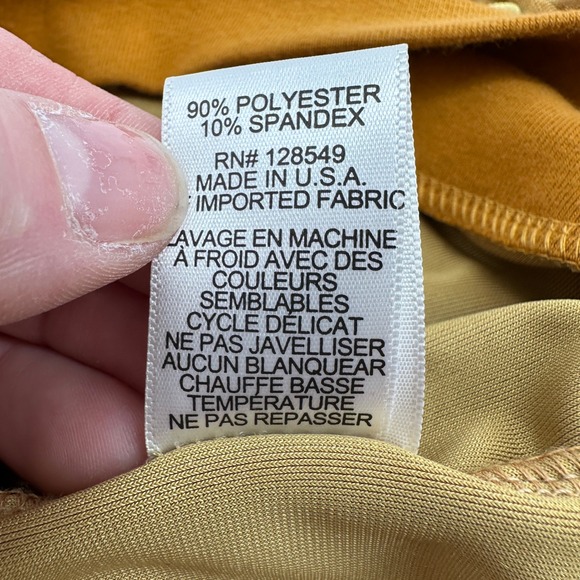 90% POLYESTER
10% SPANDEX
RN# 128549
MADE IN U.S.A.
IMPORTED FABRIC
LAVAGE EN MACHINE
À FROID AVEC DES
COULEURS
SEMBLABLES
CYCLE DÉLICAT
NE PAS JAVELLISER
AUCUN BLANQUEAR
CHAUFFE BASSE
TEMPÉRATURE
NE PAS REPASSER